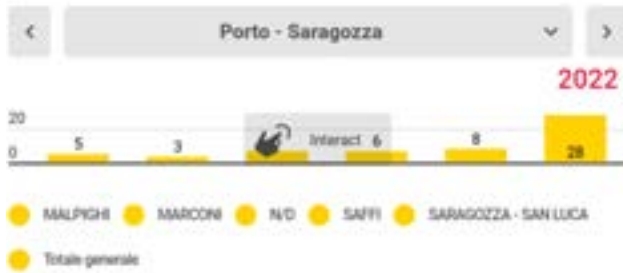 Porto - Saragozza
2022
20
5 3 Interact 6 8
0 28
MALPIGHI MARCONI N/D SAFFI SARAGOZZA - SAN LUCA
Totale generale